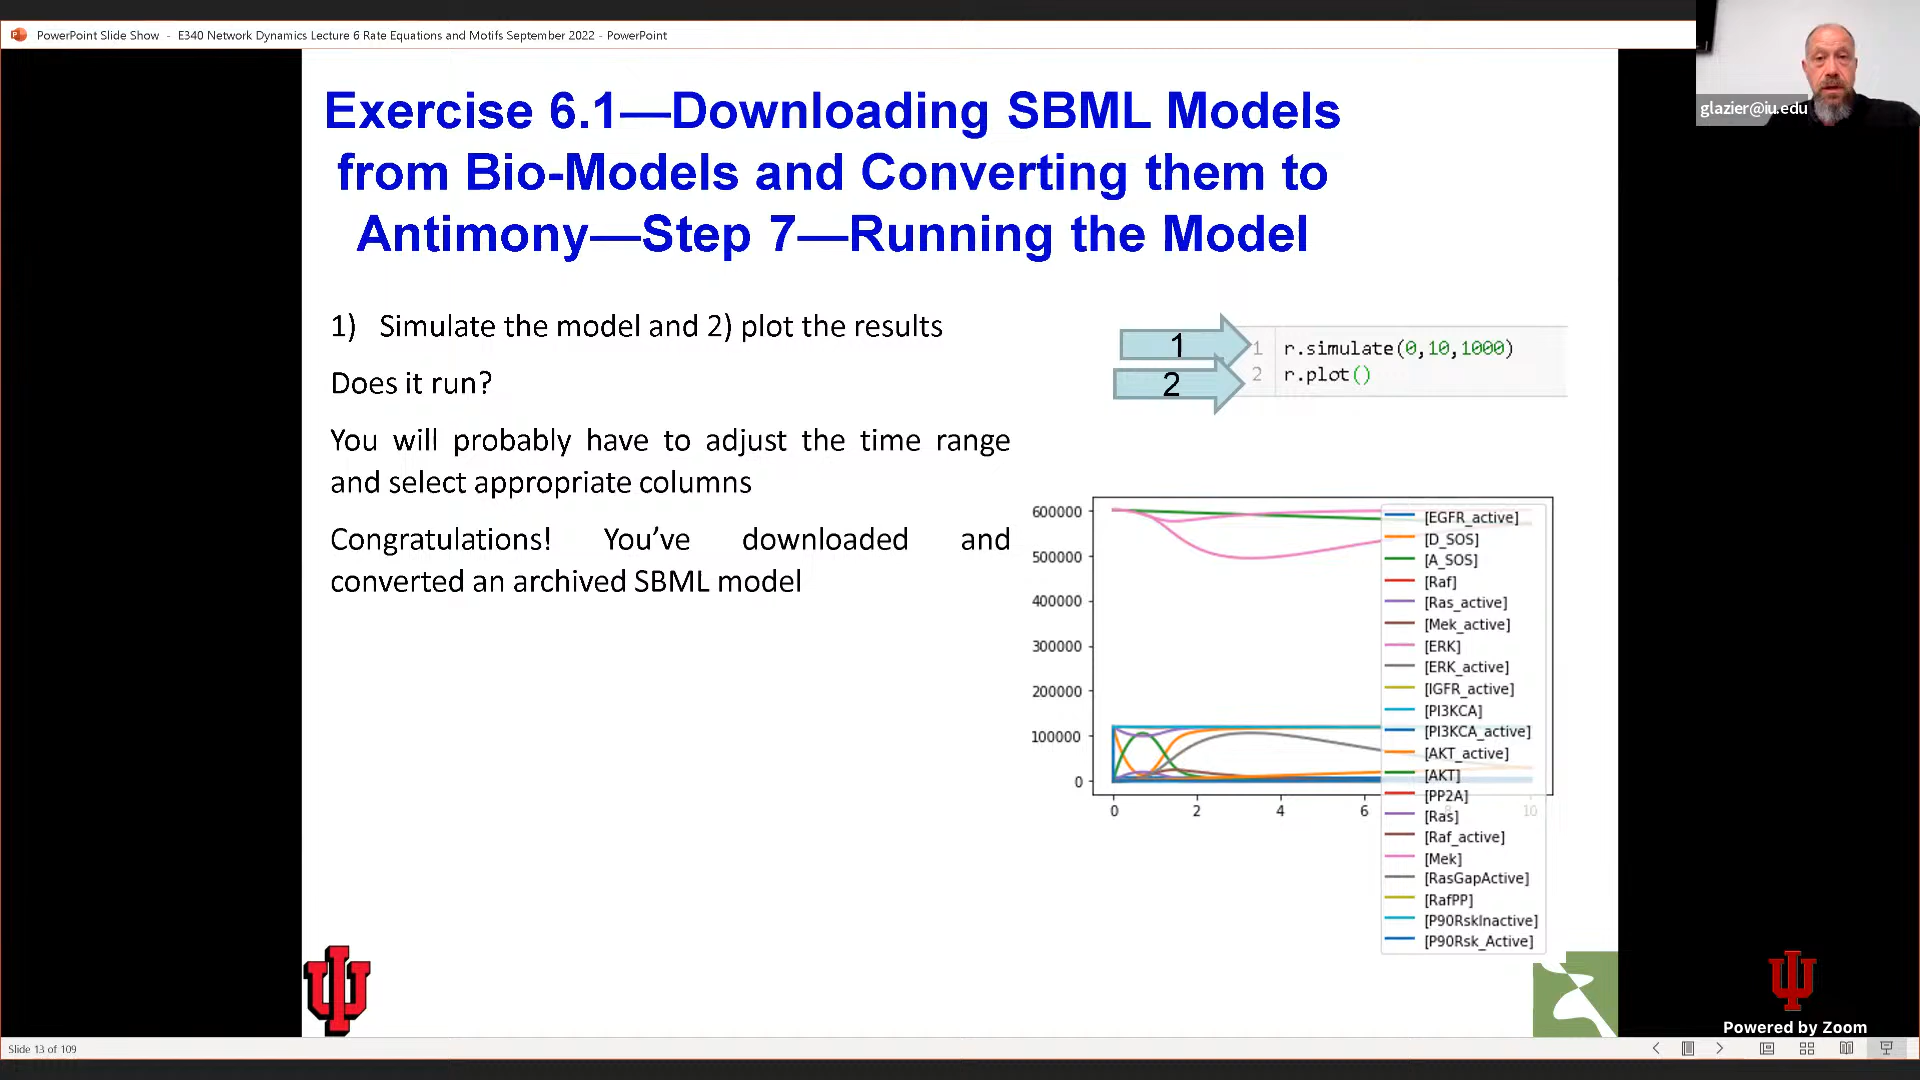 PowerPoint Slide Show - E340 Network Dynamics Lecture 6 Rate Equations and Motifs September 2022 - PowerPoint
glazier@iu.edu
Exercise 6.1—Downloading SBML Models
from Bio-Models and Converting them to
Antimony—Step 7—Running the Model
1) Simulate the model and 2) plot the results
Does it run?
You will probably have to adjust the time range
and select appropriate columns
Congratulations! You’ve downloaded and
converted an archived SBML model
1
2
1 r.simulate(0,10,1000)
2 r.plot()
600000
500000
400000
300000
200000
100000
0
0 2 4 6 8 10
[EGFR_active]
[D_SOS]
[A_SOS]
[Raf]
[Ras_active]
[Mek_active]
[ERK]
[ERK_active]
[IGFR_active]
[PI3KCA]
[PI3KCA_active]
[AKT_active]
[AKT]
[PP2A]
[Ras]
[Raf_active]
[Mek]
[RasGapActive]
[RafPP]
[P90RskInactive]
[P90Rsk_Active]
Powered by Zoom
Slide 13 of 109